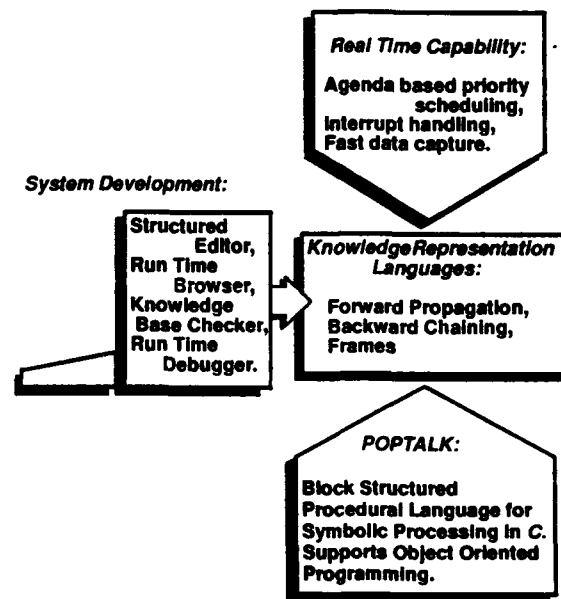 Real Time Capability:
Agenda based priority
scheduling,
Interrupt handling,
Fast data capture.
System Development:
Structured
Editor,
Run Time
Browser,
Knowledge
Base Checker,
Run Time
Debugger.
Knowledge Representation
Languages:
Forward Propagation,
Backward Chaining,
Frames
POPTALK:
Block Structured
Procedural Language for
Symbolic Processing in C.
Supports Object Oriented
Programming.